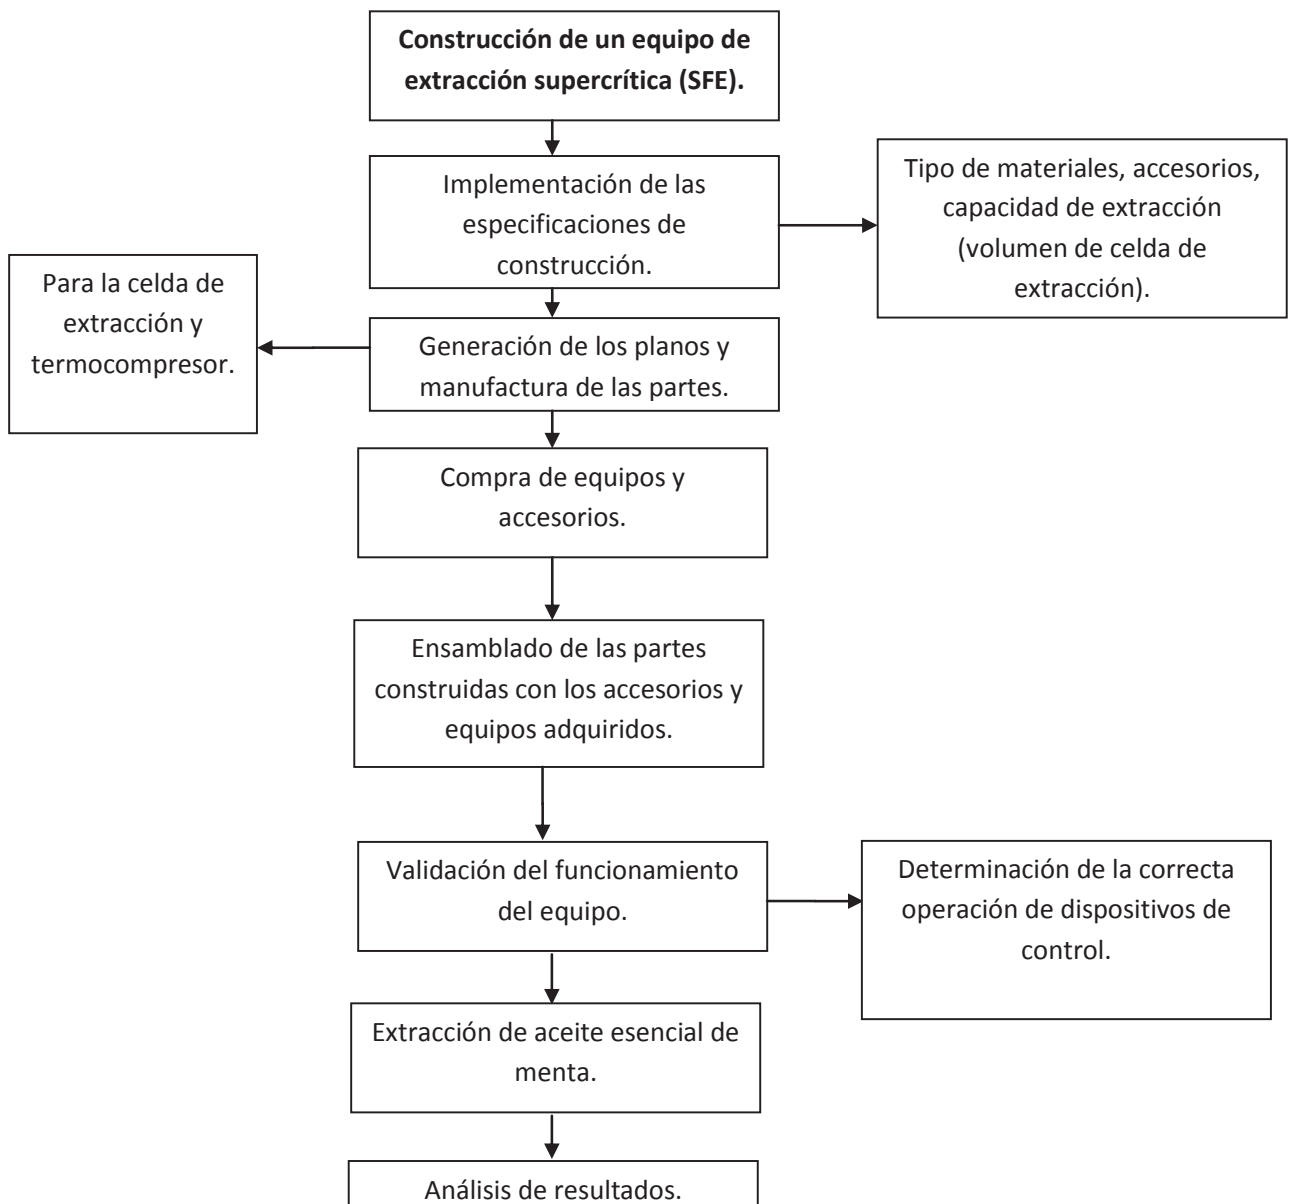 Construcción de un equipo de
extracción supercrítica (SFE).
Implementación de las
especificaciones de
construcción.
Tipo de materiales, accesorios,
capacidad de extracción
(volumen de celda de
extracción).
Para la celda de
extracción y
termocompresor.
Generación de los planos y
manufactura de las partes.
Compra de equipos y
accesorios.
Ensamblado de las partes
construidas con los accesorios y
equipos adquiridos.
Validación del funcionamiento
del equipo.
Determinación de la correcta
operación de dispositivos de
control.
Extracción de aceite esencial de
menta.
Análisis de resultados.